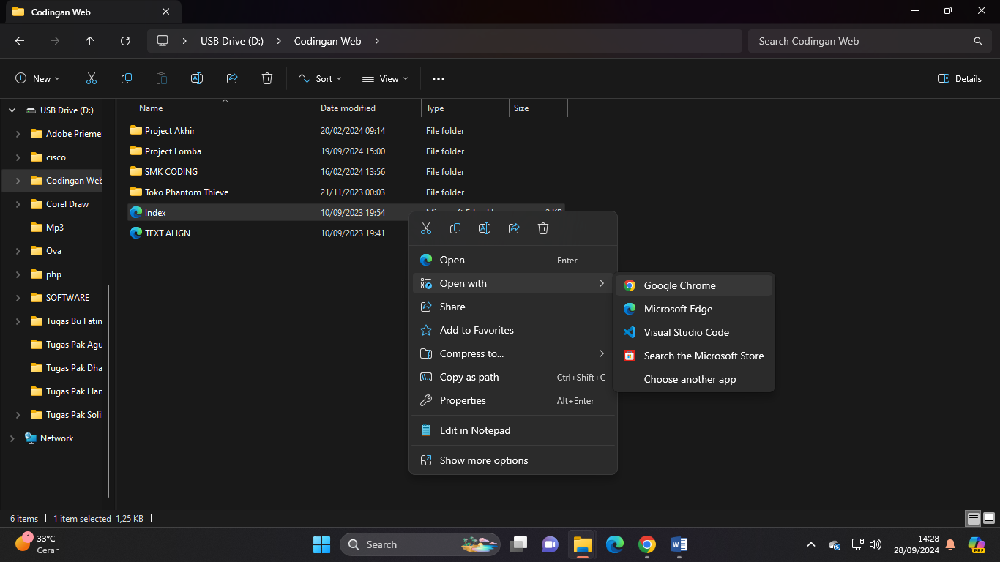 Codingan Web
USB Drive (D:) Codingan Web
Search Codingan Web
New Sort View Details
Name Date modified Type Size
USB Drive (D:)
Adobe Prieme
cisco
Codingan Web
Corel Draw
Mp3
Ova
php
SOFTWARE
Tugas Bu Fatin
Tugas Pak Agu
Tugas Pak Dha
Tugas Pak Har
Tugas Pak Soli
Network
Project Akhir 20/02/2024 09:14 File folder
Project Lomba 19/09/2024 15:00 File folder
SMK CODING 16/02/2024 13:56 File folder
Toko Phantom Thieve 21/11/2023 00:03 File folder
Index 10/09/2023 19:54
TEXT ALIGN 10/09/2023 19:41
Open Enter
Open with
Share
Add to Favorites
Compress to...
Copy as path Ctrl+Shift+C
Properties Alt+Enter
Edit in Notepad
Show more options
Google Chrome
Microsoft Edge
Visual Studio Code
Search the Microsoft Store
Choose another app
6 items 1 item selected 1,25 KB
1
33°C
Cerah
Search
14:28
28/09/2024
PRE